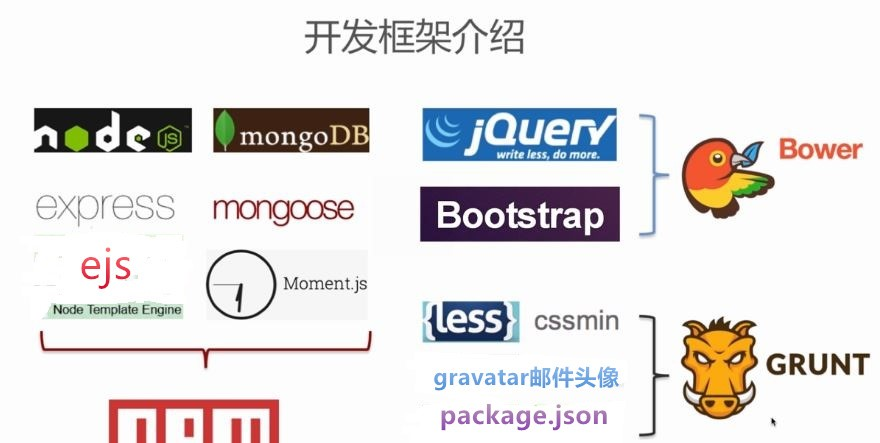 开发框架介绍
node
JS
mongoDB
express
mongoose
ejs
Node Template Engine
Moment.js
npm
jQuery
write less, do more.
Bootstrap
Bower
{less}
cssmin
gravatar邮件头像
package.json
GRUNT